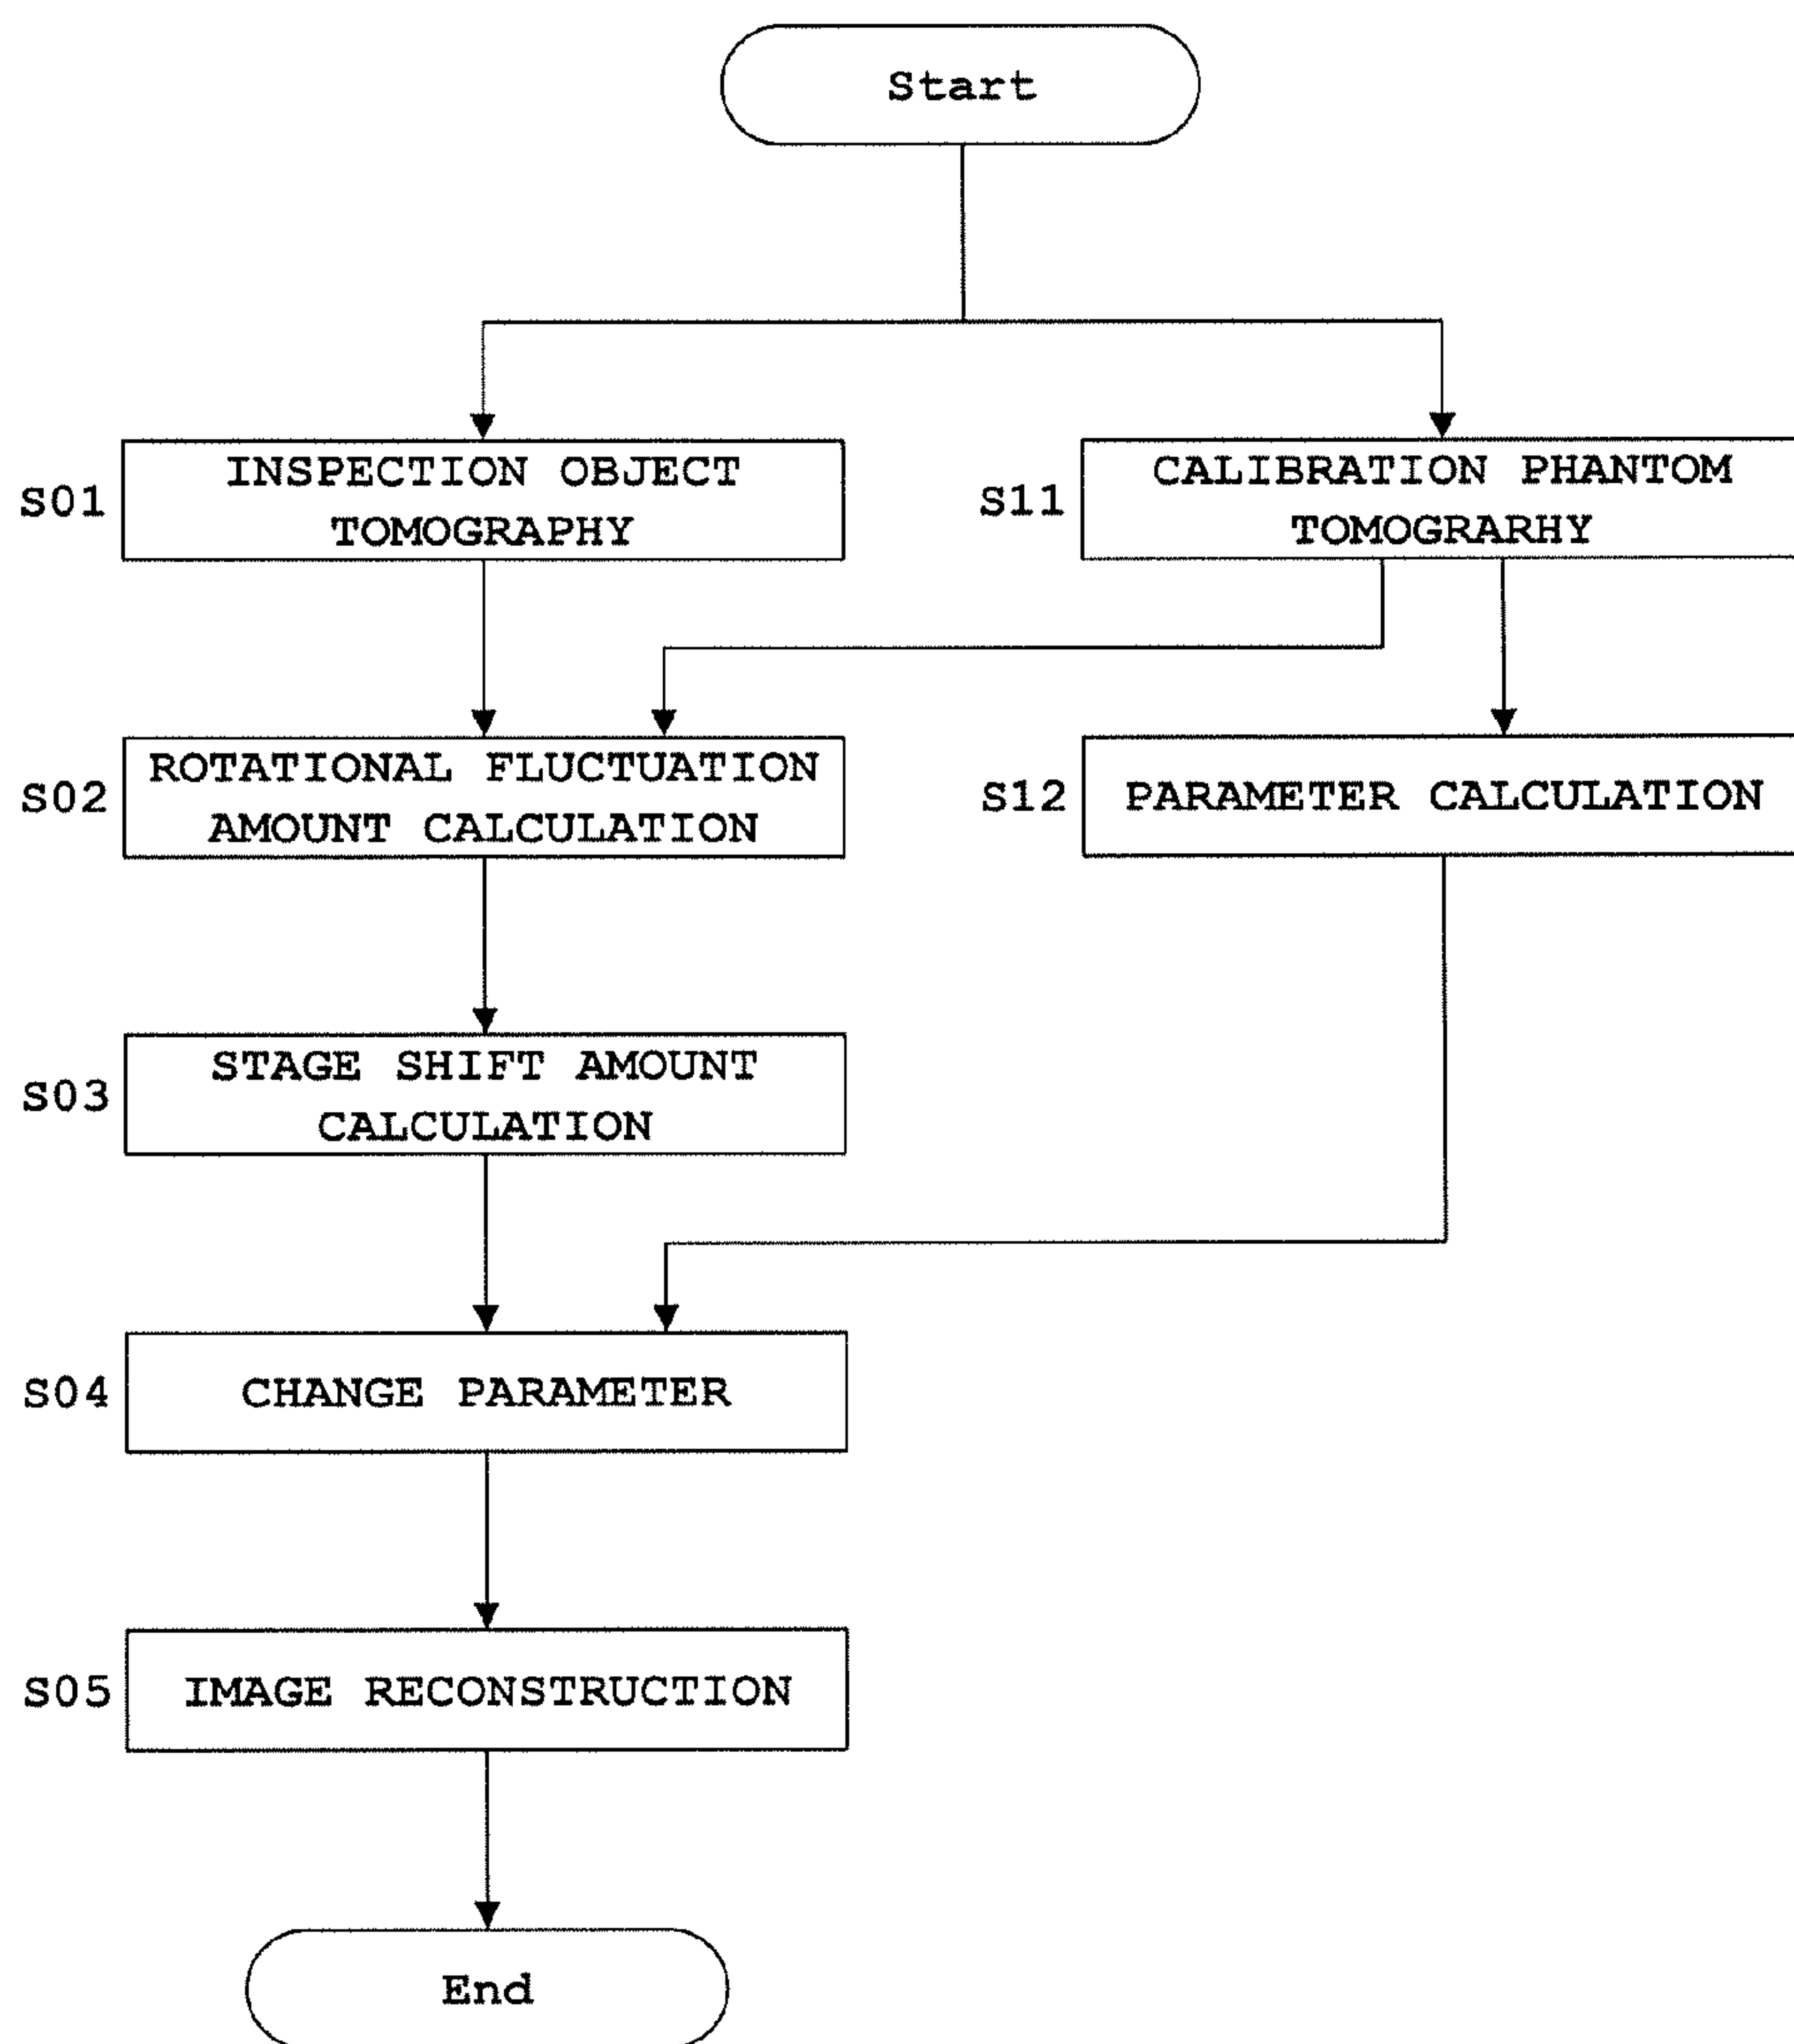 Start
S01
INSPECTION OBJECT
TOMOGRAPHY
S11
CALIBRATION PHANTOM
TOMOGRARHY
S02
ROTATIONAL FLUCTUATION
AMOUNT CALCULATION
S12
PARAMETER CALCULATION
S03
STAGE SHIFT AMOUNT
CALCULATION
S04
CHANGE PARAMETER
S05
IMAGE RECONSTRUCTION
End